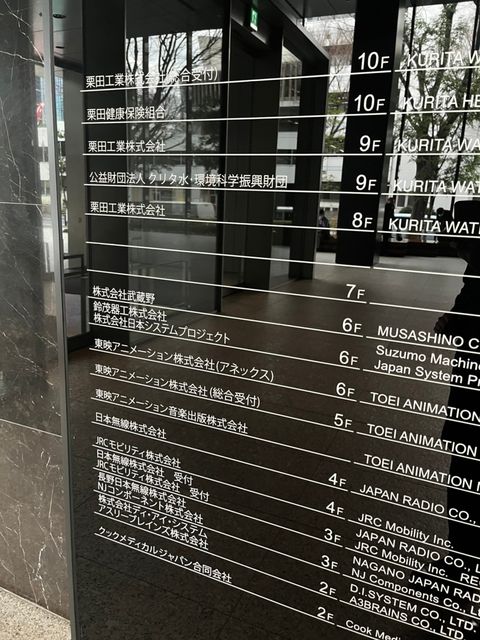 栗田工業株式会社(総合受付) 10F KURITA W
栗田健康保険組合 10F KURITA HE
栗田工業株式会社 9F KURITA WA
公益財団法人 クリタ水・環境科学振興財団 9F KURITA WAT
栗田工業株式会社 8F KURITA WAT
7F
株式会社武蔵野 6F MUSASHINO C
鈴茂器工株式会社 Suzumo Machine
株式会社日本システムプロジェクト 6F Japan System Pr
東映アニメーション株式会社(アネックス) 6F TOEI ANIMATION
東映アニメーション株式会社(総合受付) 5F TOEI ANIMATION
東映アニメーション音楽出版株式会社 TOEI ANIMATION M
日本無線株式会社 4F JAPAN RADIO CO.,
JRCモビリティ株式会社 4F JRC Mobility Inc.
日本無線株式会社 受付 JAPAN RADIO CO., L
JRCモビリティ株式会社 受付 3F JRC Mobility Inc. RE
長野日本無線株式会社 NAGANO JAPAN RADI
NJコンポーネント株式会社 3F NJ Components Co., Lt
株式会社ディ・アイ・システム D.I.SYSTEM CO., LTD.
アスリーブレインズ株式会社 2F A3BRAINS CO., LTD.
クックメディカルジャパン合同会社 2F Cook Medi